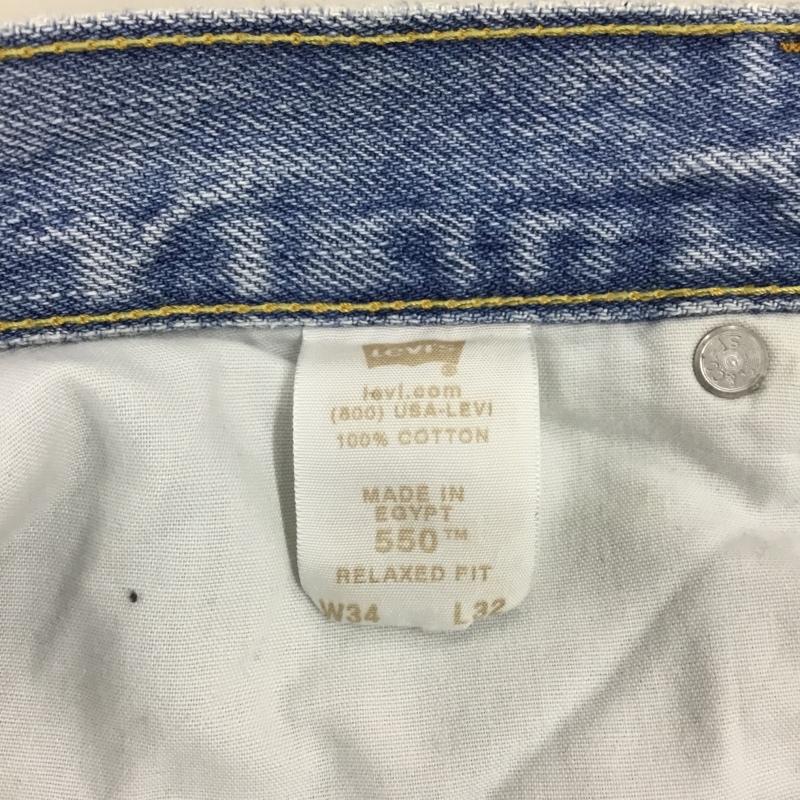 Levi's
®
levi.com
(800) USA-LEVI
100% COTTON
MADE IN
EGYPT
550™
RELAXED FIT
W34 L32